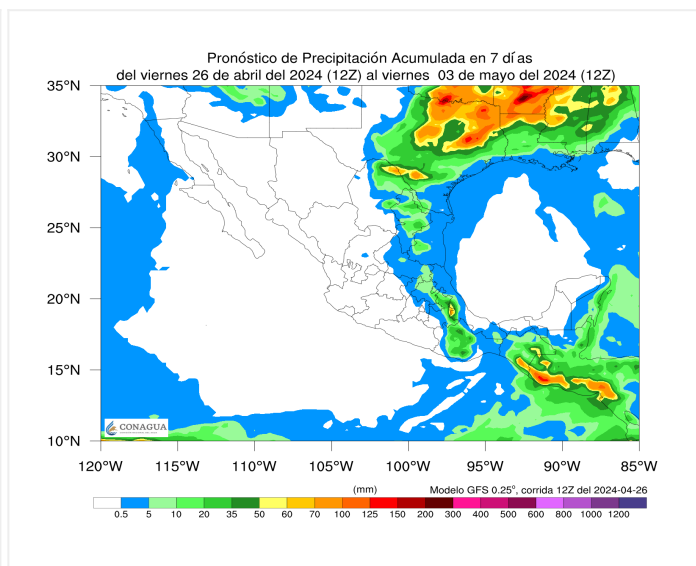 Pronóstico de Precipitación Acumulada en 7 días
del viernes 26 de abril del 2024 (12Z) al viernes 03 de mayo del 2024 (12Z)
35°N
30°N
25°N
20°N
15°N
10°N
CONAGUA
120°W 115°W 110°W 105°W 100°W 95°W 90°W 85°W
(mm) Modelo GFS 0.25°, corrida 12Z del 2024-04-26
0.5 5 10 20 35 50 60 70 100 125 150 200 300 400 500 600 800 1000 1200